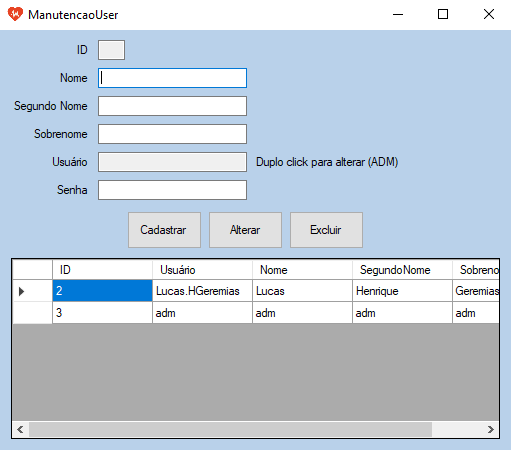 ManutencaoUser
ID
Nome
Segundo Nome
Sobrenome
Usuário Duplo click para alterar (ADM)
Senha
Cadastrar Alterar Excluir
ID Usuário Nome SegundoNome Sobreno
2 Lucas.HGeremias Lucas Henrique Geremias
3 adm adm adm adm